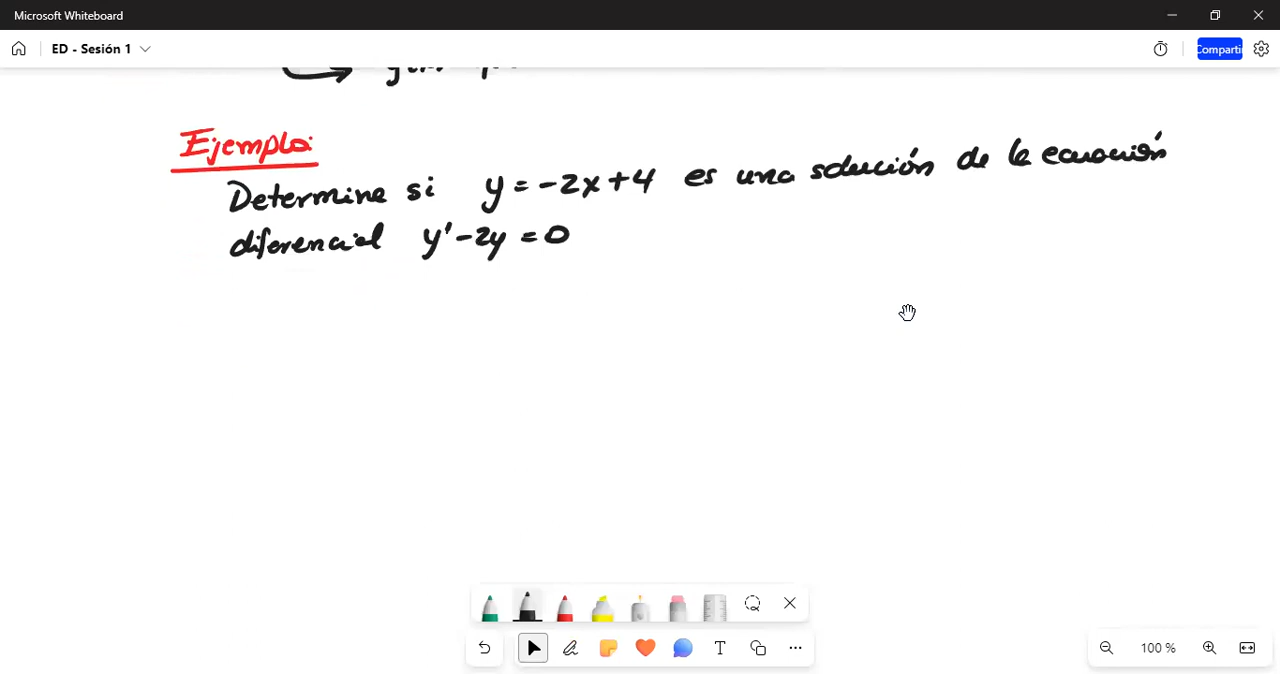 Microsoft Whiteboard
ED - Sesión 1
Comparti
Ejemplo:
Determine si y = -2x + 4 es una solución de la ecuación
diferencial y' - 2y = 0
T
100 %